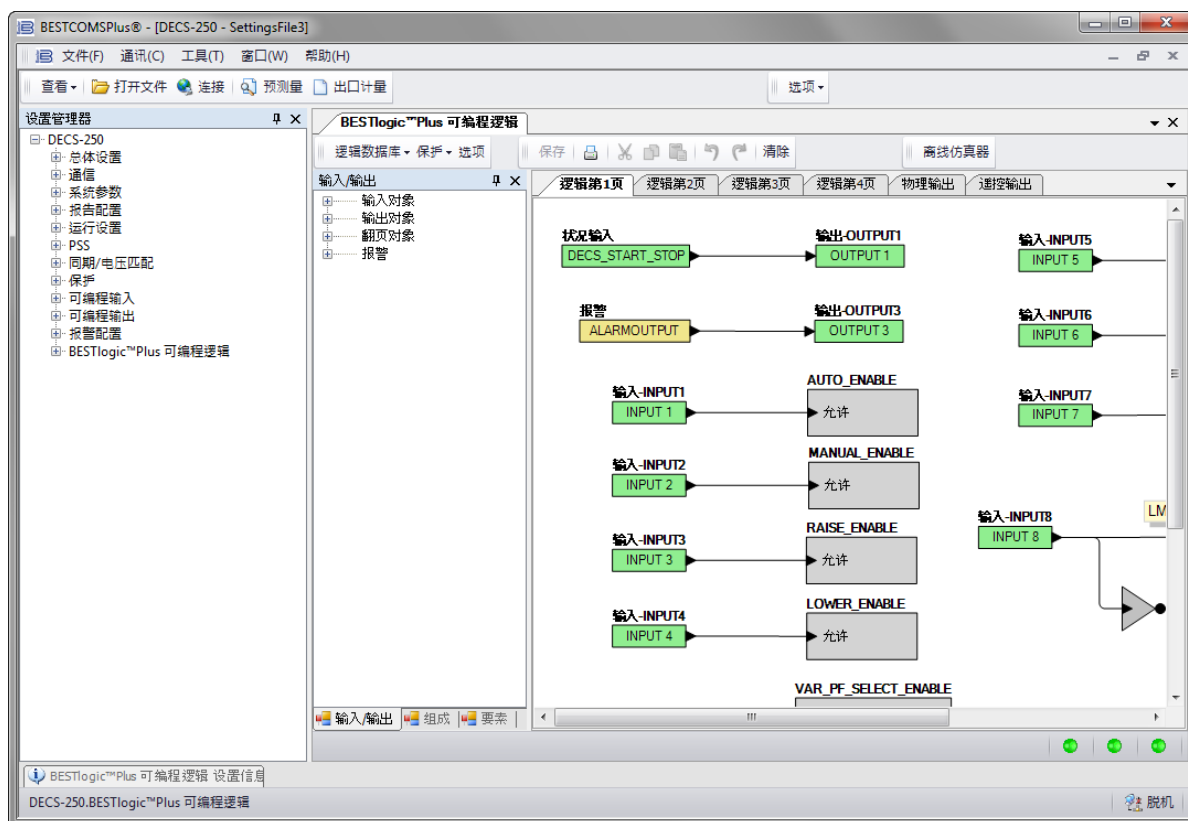 BESTCOMSPlus® - [DECS-250 - SettingsFile3]
文件(F) 通讯(C) 工具(T) 窗口(W) 帮助(H)
查看 打开文件 连接 预测量 出口计量 选项
设置管理器
DECS-250
总体设置
通信
系统参数
报告配置
运行设置
PSS
同期/电压匹配
保护
可编程输入
可编程输出
报警配置
BESTlogic™Plus 可编程逻辑
BESTlogic™Plus 可编程逻辑
逻辑数据库 保护 选项 保存 清除 离线仿真器
输入/输出
输入对象
输出对象
翻页对象
报警
输入/输出 组成 要素
逻辑第1页 逻辑第2页 逻辑第3页 逻辑第4页 物理输出 遥控输出
状况输入
DECS_START_STOP
输出-OUTPUT1
OUTPUT 1
输入-INPUT5
INPUT 5
报警
ALARMOUTPUT
输出-OUTPUT3
OUTPUT 3
输入-INPUT6
INPUT 6
输入-INPUT1
INPUT 1
AUTO_ENABLE
允许
输入-INPUT7
INPUT 7
输入-INPUT2
INPUT 2
MANUAL_ENABLE
允许
输入-INPUT3
INPUT 3
RAISE_ENABLE
允许
输入-INPUT8
INPUT 8
LM
输入-INPUT4
INPUT 4
LOWER_ENABLE
允许
VAR_PF_SELECT_ENABLE
BESTlogic™Plus 可编程逻辑 设置信息
DECS-250.BESTlogic™Plus 可编程逻辑
脱机